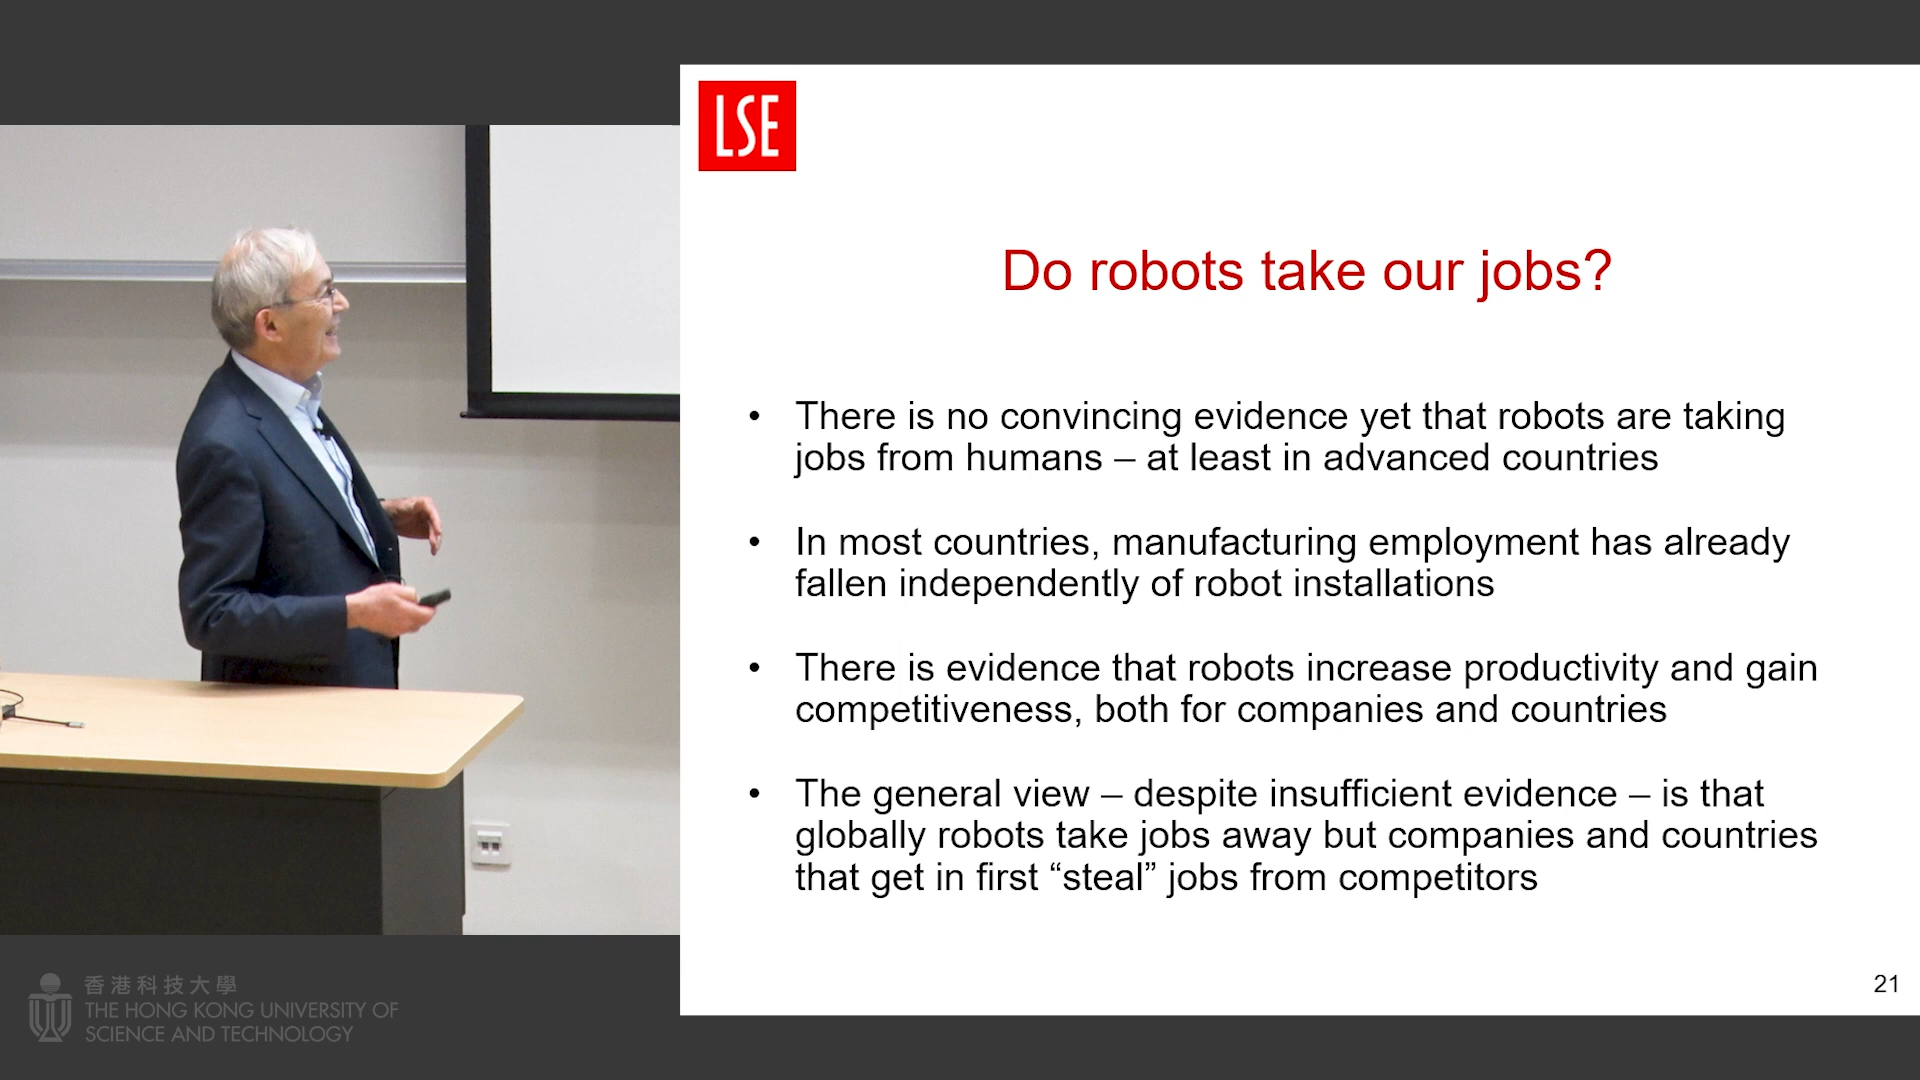 LSE
Do robots take our jobs?
• There is no convincing evidence yet that robots are taking
jobs from humans – at least in advanced countries
• In most countries, manufacturing employment has already
fallen independently of robot installations
• There is evidence that robots increase productivity and gain
competitiveness, both for companies and countries
• The general view – despite insufficient evidence – is that
globally robots take jobs away but companies and countries
that get in first “steal” jobs from competitors
21
香港科技大學
THE HONG KONG UNIVERSITY OF
SCIENCE AND TECHNOLOGY